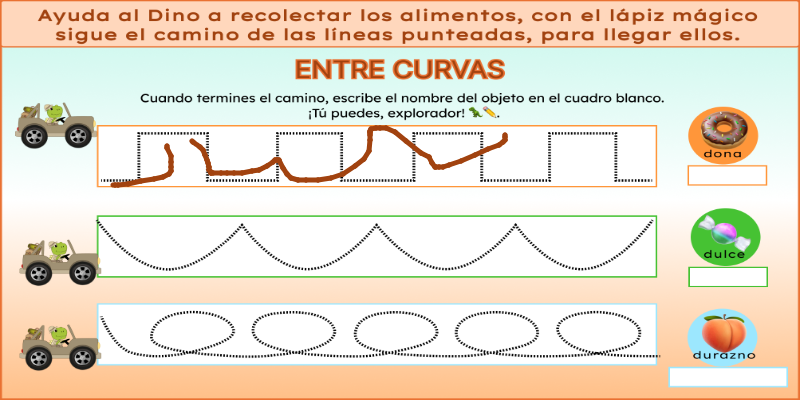 Ayuda al Dino a recolectar los alimentos, con el lápiz mágico
sigue el camino de las líneas punteadas, para llegar ellos.
ENTRE CURVAS
Cuando termines el camino, escribe el nombre del objeto en el cuadro blanco.
¡Tú puedes, explorador! 🦖✏️.
dona
dulce
durazno